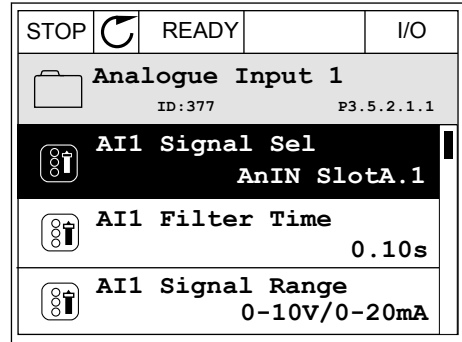 STOP READY I/O
Analogue Input 1
ID:377 P3.5.2.1.1
AI1 Signal Sel
AnIN SlotA.1
AI1 Filter Time
0.10s
AI1 Signal Range
0-10V/0-20mA